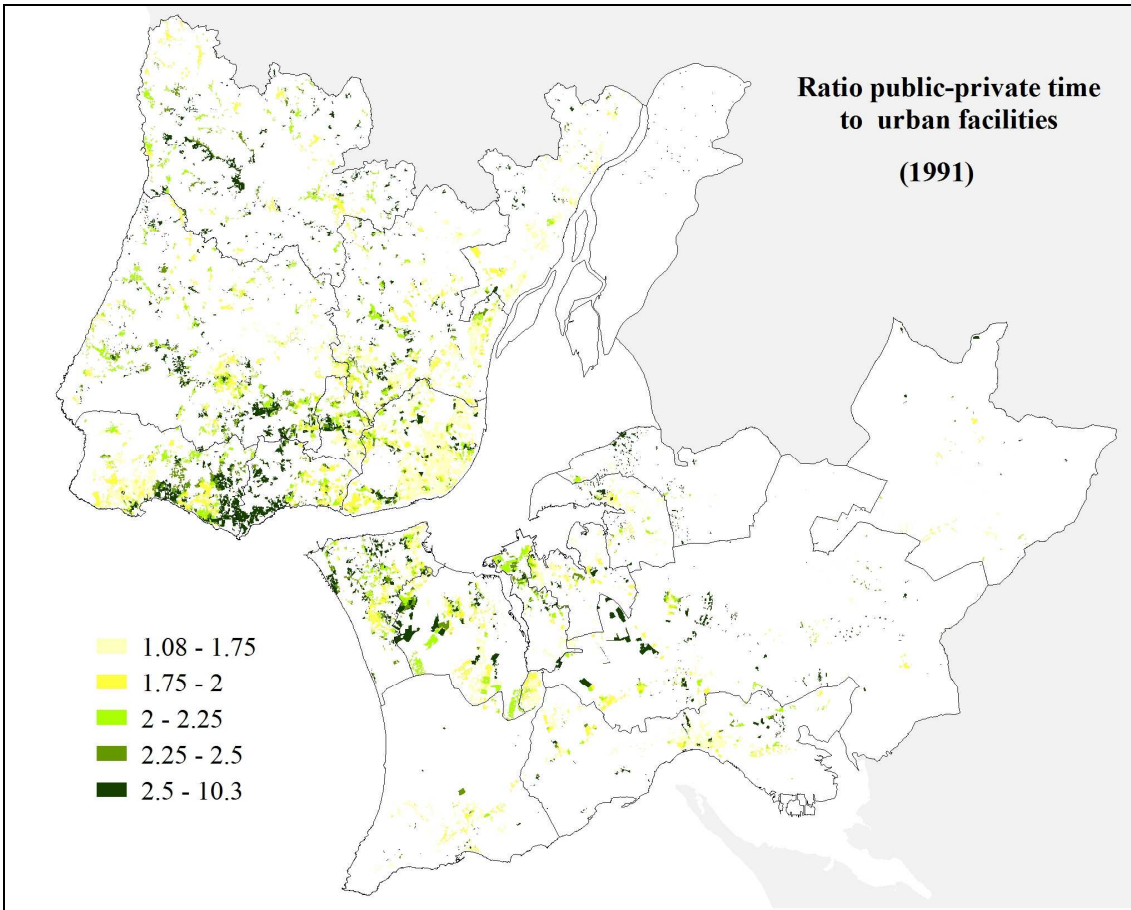 Ratio public-private time
to urban facilities
(1991)
1.08 - 1.75
1.75 - 2
2 - 2.25
2.25 - 2.5
2.5 - 10.3